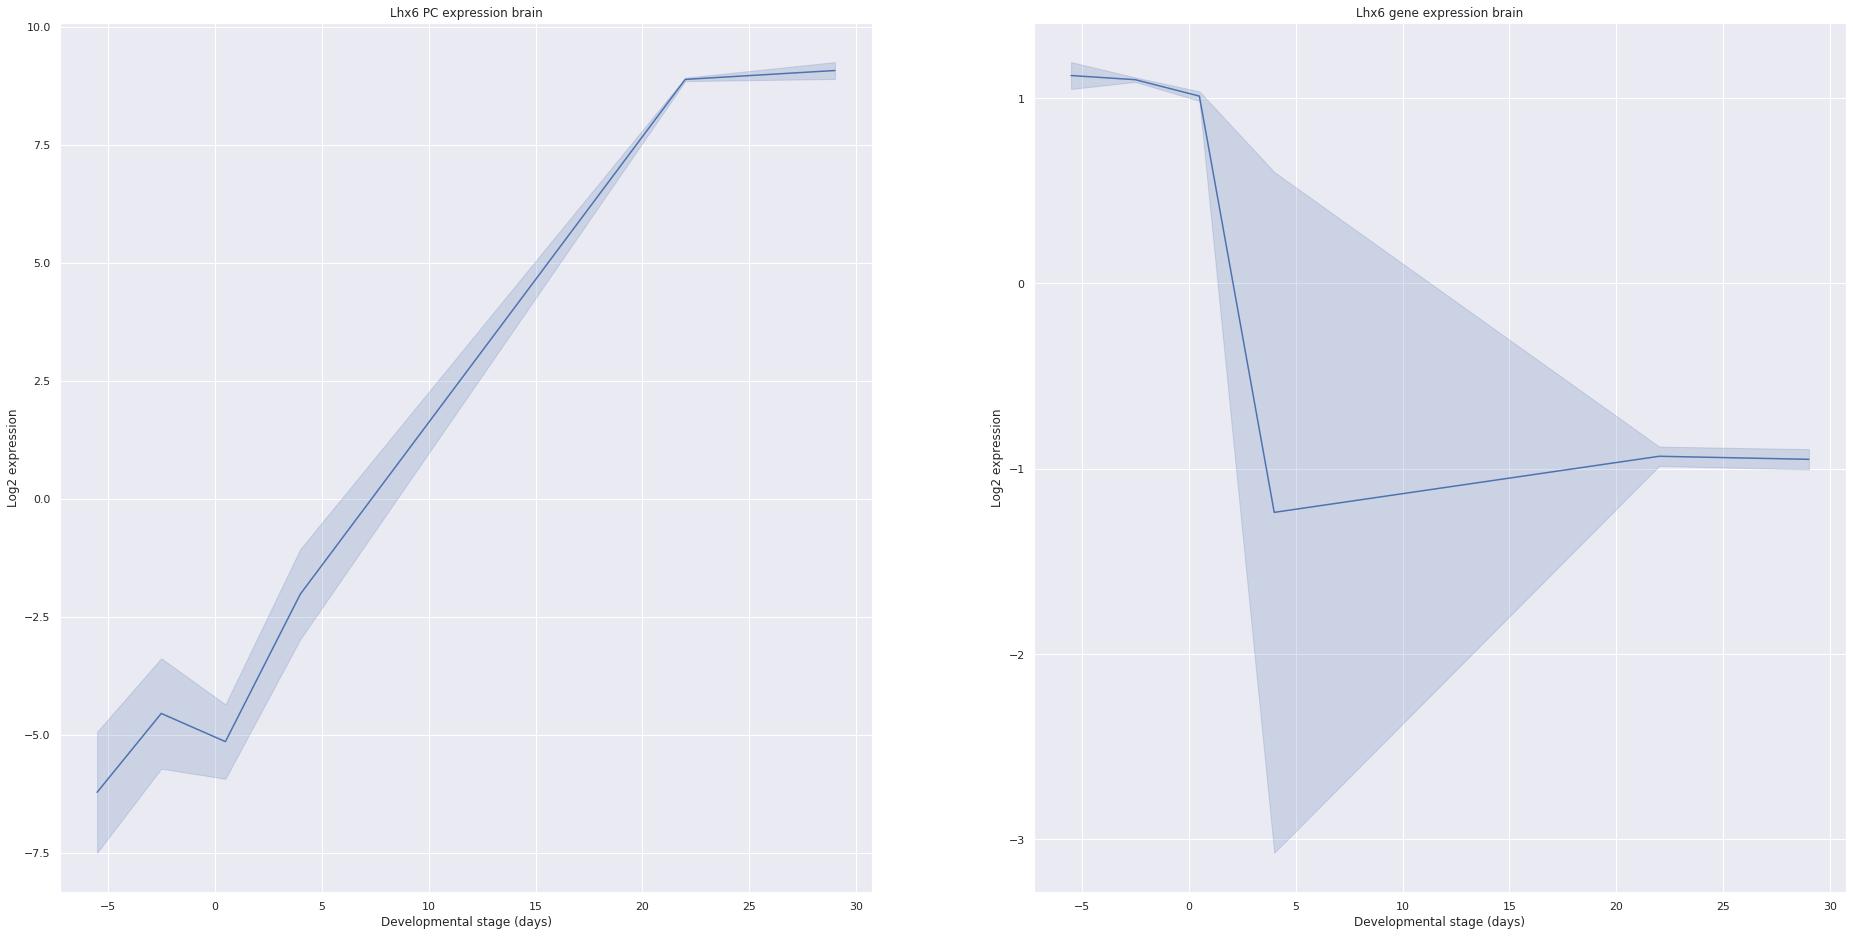 Lhx6 PC expression brain
10.0
7.5
5.0
2.5
0.0
−2.5
−5.0
−7.5
Log2 expression
−5 0 5 10 15 20 25 30
Developmental stage (days)
Lhx6 gene expression brain
1
0
−1
−2
−3
Log2 expression
−5 0 5 10 15 20 25 30
Developmental stage (days)